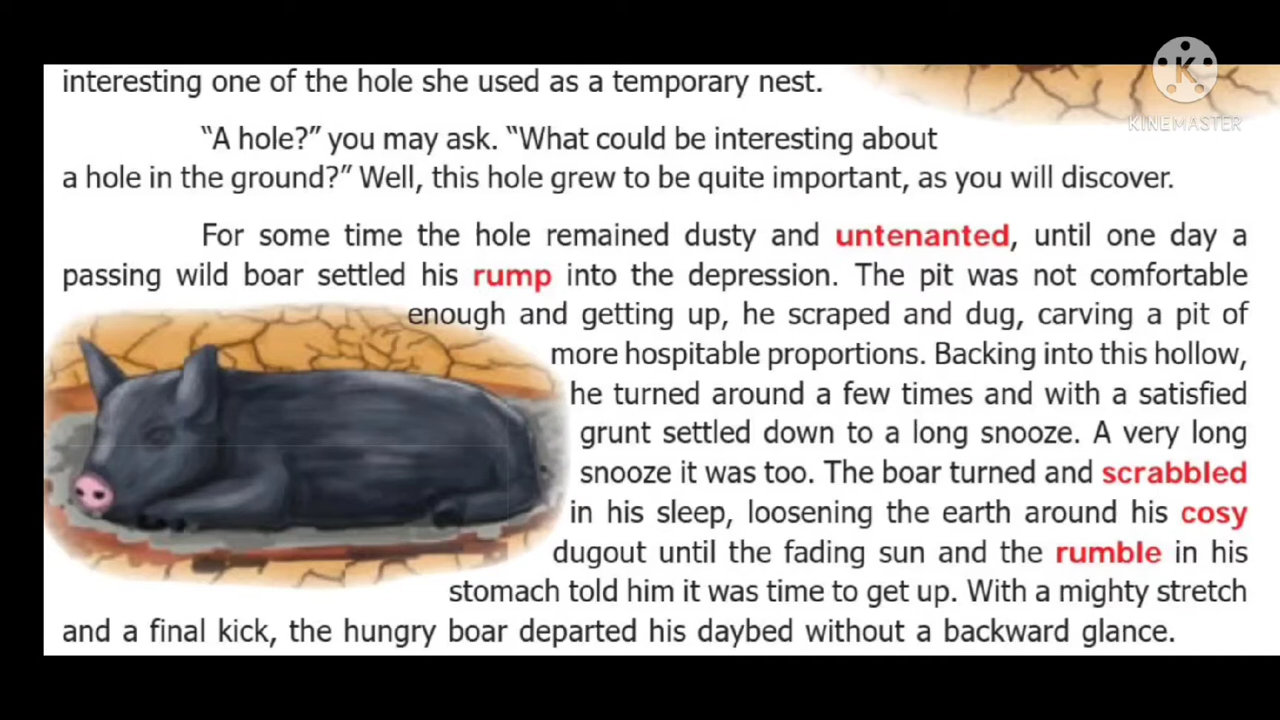 interesting one of the hole she used as a temporary nest.
K
KINEMASTER
“A hole?” you may ask. “What could be interesting about
a hole in the ground?” Well, this hole grew to be quite important, as you will discover.
For some time the hole remained dusty and untenanted, until one day a
passing wild boar settled his rump into the depression. The pit was not comfortable
enough and getting up, he scraped and dug, carving a pit of
more hospitable proportions. Backing into this hollow,
he turned around a few times and with a satisfied
grunt settled down to a long snooze. A very long
snooze it was too. The boar turned and scrabbled
in his sleep, loosening the earth around his cosy
dugout until the fading sun and the rumble in his
stomach told him it was time to get up. With a mighty stretch
and a final kick, the hungry boar departed his daybed without a backward glance.